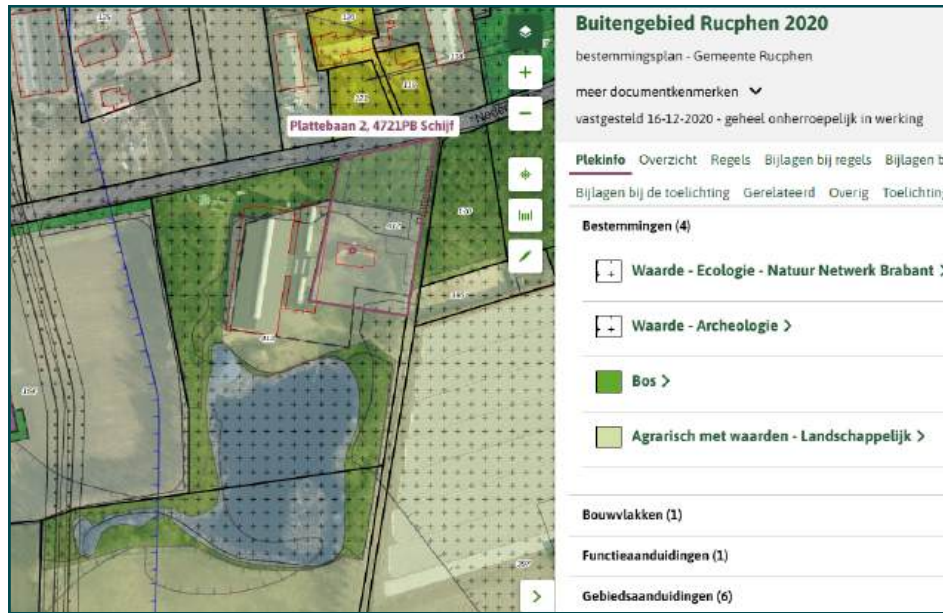 Buitengebied Rucphen 2020
bestemmingsplan - Gemeente Rucphen
meer documentkenmerken
vastgesteld 16-12-2020 - geheel onherroepelijk in werking
Plekinfo Overzicht Regels Bijlagen bij regels Bijlagen b
Bijlagen bij de toelichting Gerelateerd Overig Toelichting
Bestemmingen (4)
Waarde - Ecologie - Natuur Netwerk Brabant
Waarde - Archeologie
Bos
Agrarisch met waarden - Landschappelijk
Bouwvlakken (1)
Functieaanduidingen (1)
Gebiedsaanduidingen (6)
Plattebaan 2, 4721PB Schijf